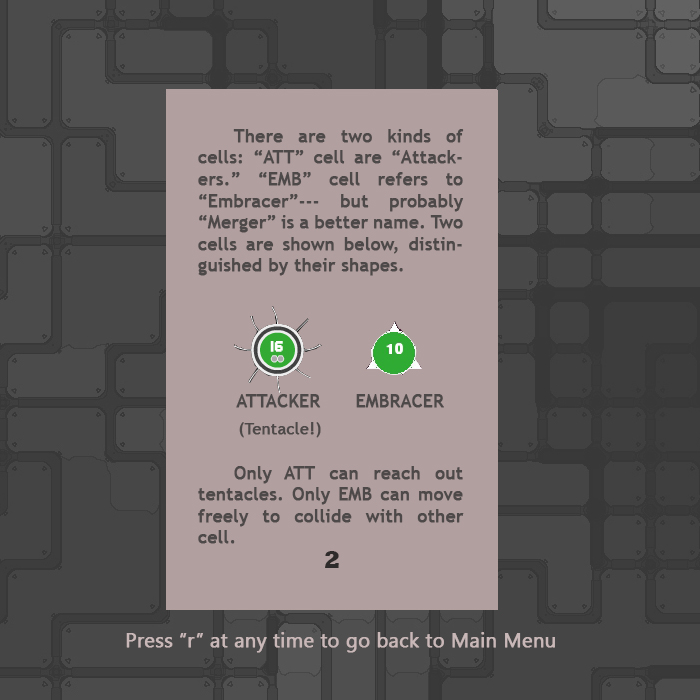 There are two kinds of
cells: “ATT” cell are “Attack-
ers.” “EMB” cell refers to
“Embracer”--- but probably
“Merger” is a better name. Two
cells are shown below, distin-
guished by their shapes.
16
10
ATTACKER
EMBRACER
(Tentacle!)
Only ATT can reach out
tentacles. Only EMB can move
freely to collide with other
cell.
2
Press “r” at any time to go back to Main Menu